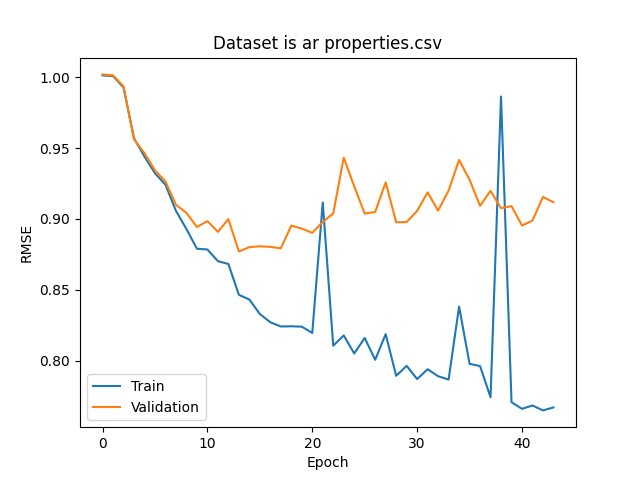 Dataset is ar properties.csv
1.00
0.95
0.90
0.85
0.80
RMSE
Train
Validation
0
10
20
30
40
Epoch